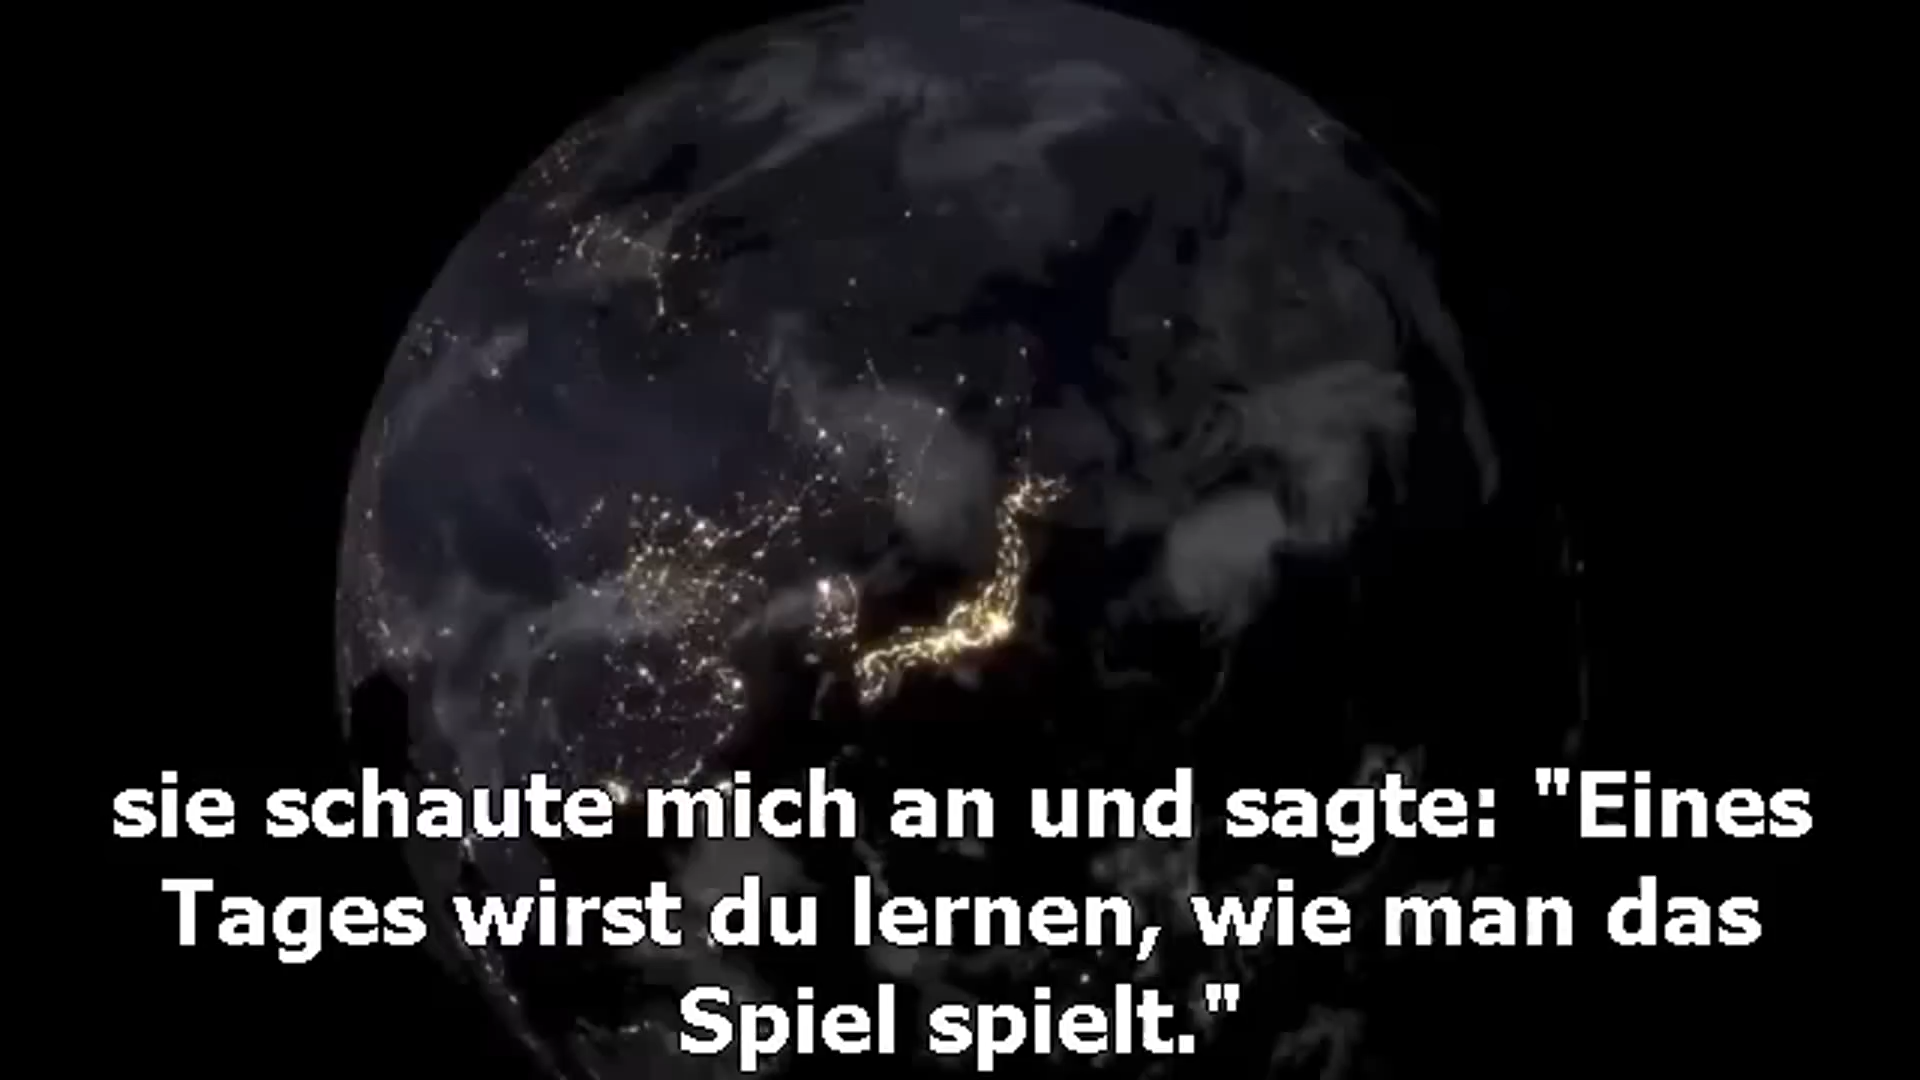 sie schaute mich an und sagte: "Eines
Tages wirst du lernen, wie man das
Spiel spielt."